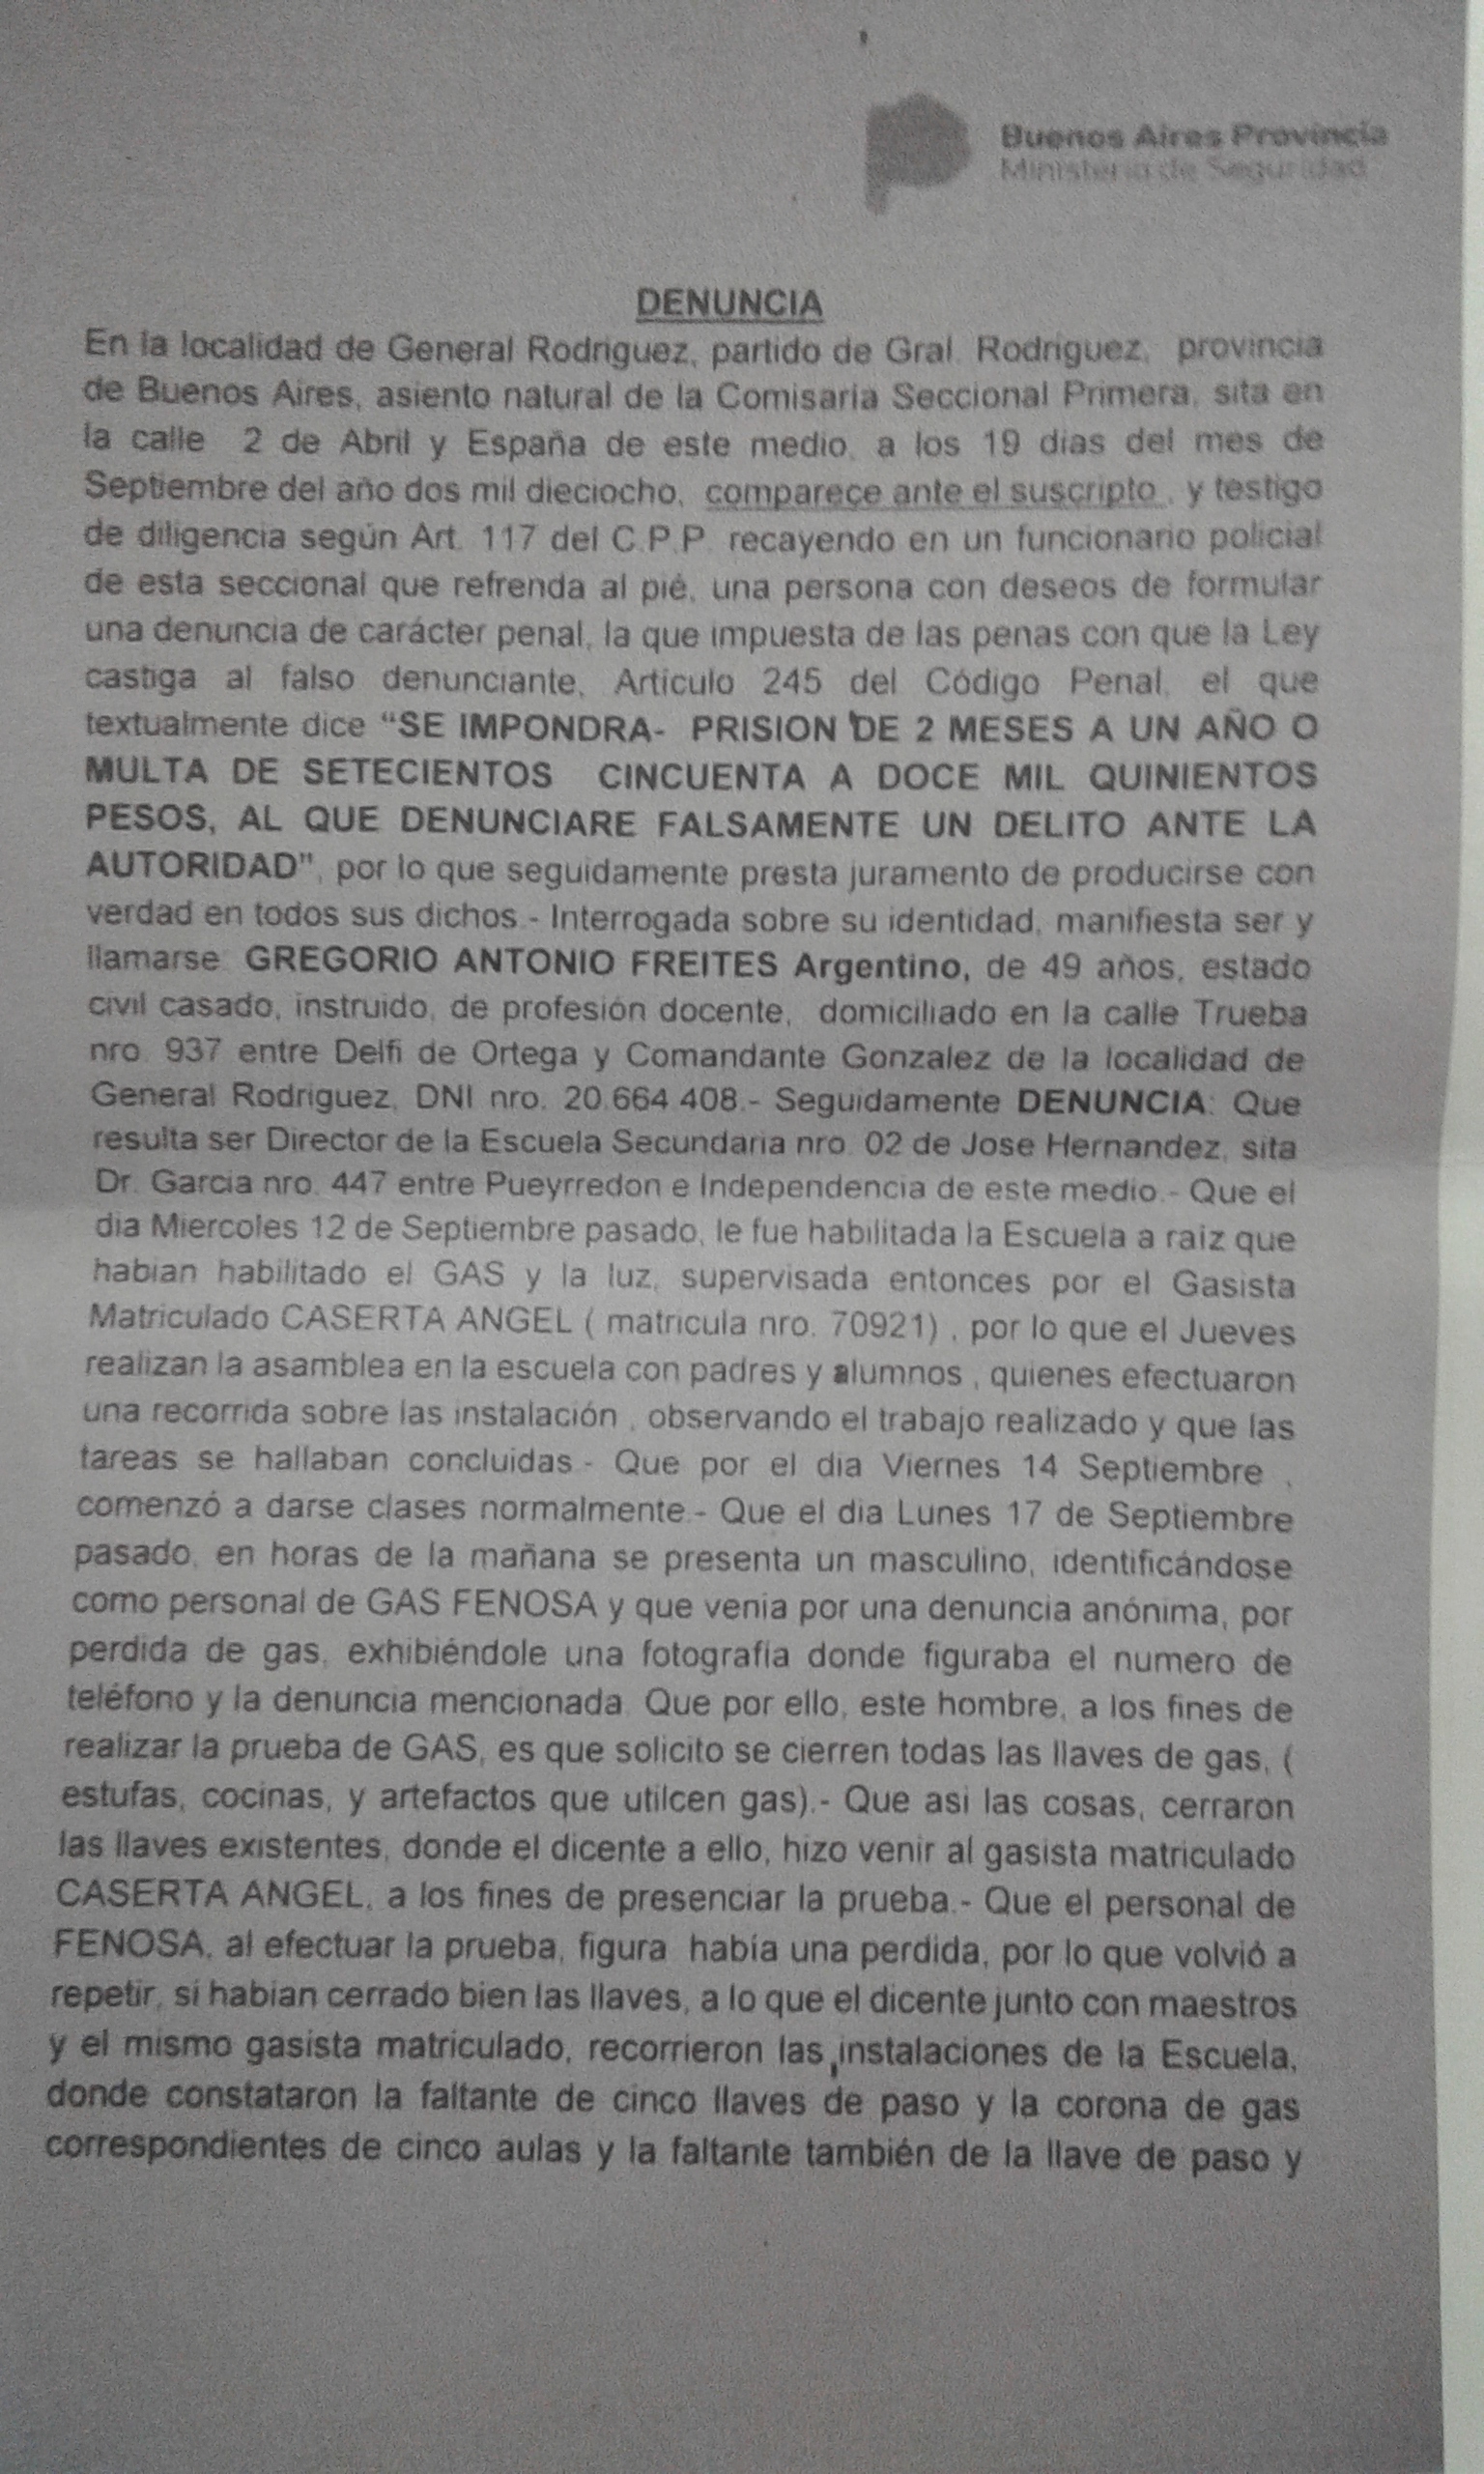 Buenos Aires Provincia
Ministerio de Seguridad
DENUNCIA
En la localidad de General Rodriguez, partido de Gral. Rodriguez, provincia
de Buenos Aires, asiento natural de la Comisaria Seccional Primera, sita en
la calle 2 de Abril y España de este medio, a los 19 dias del mes de
Septiembre del año dos mil dieciocho, comparece ante el suscripto , y testigo
de diligencia según Art. 117 del C.P.P. recayendo en un funcionario policial
de esta seccional que refrenda al pié, una persona con deseos de formular
una denuncia de carácter penal, la que impuesta de las penas con que la Ley
castiga al falso denunciante, Articulo 245 del Código Penal, el que
textualmente dice “SE IMPONDRA- PRISION DE 2 MESES A UN AÑO O
MULTA DE SETECIENTOS CINCUENTA A DOCE MIL QUINIENTOS
PESOS, AL QUE DENUNCIARE FALSAMENTE UN DELITO ANTE LA
AUTORIDAD", por lo que seguidamente presta juramento de producirse con
verdad en todos sus dichos.- Interrogada sobre su identidad, manifiesta ser y
llamarse: GREGORIO ANTONIO FREITES Argentino, de 49 años, estado
civil casado, instruido, de profesión docente, domiciliado en la calle Trueba
nro. 937 entre Delfi de Ortega y Comandante Gonzalez de la localidad de
General Rodriguez, DNI nro. 20.664.408.- Seguidamente DENUNCIA: Que
resulta ser Director de la Escuela Secundaria nro. 02 de Jose Hernandez, sita
Dr. Garcia nro. 447 entre Pueyrredon e Independencia de este medio.- Que el
dia Miercoles 12 de Septiembre pasado, le fue habilitada la Escuela a raiz que
habian habilitado el GAS y la luz, supervisada entonces por el Gasista
Matriculado CASERTA ANGEL ( matricula nro. 70921) , por lo que el Jueves
realizan la asamblea en la escuela con padres y alumnos , quienes efectuaron
una recorrida sobre las instalación , observando el trabajo realizado y que las
tareas se hallaban concluidas.- Que por el dia Viernes 14 Septiembre ,
comenzó a darse clases normalmente.- Que el dia Lunes 17 de Septiembre
pasado, en horas de la mañana se presenta un masculino, identificándose
como personal de GAS FENOSA y que venia por una denuncia anónima, por
perdida de gas, exhibiéndole una fotografía donde figuraba el numero de
teléfono y la denuncia mencionada. Que por ello, este hombre, a los fines de
realizar la prueba de GAS, es que solicito se cierren todas las llaves de gas, (
estufas, cocinas, y artefactos que utilcen gas).- Que asi las cosas, cerraron
las llaves existentes, donde el dicente a ello, hizo venir al gasista matriculado
CASERTA ANGEL, a los fines de presenciar la prueba.- Que el personal de
FENOSA, al efectuar la prueba, figura había una perdida, por lo que volvió a
repetir, si habian cerrado bien las llaves, a lo que el dicente junto con maestros
y el mismo gasista matriculado, recorrieron las instalaciones de la Escuela,
donde constataron la faltante de cinco llaves de paso y la corona de gas
correspondientes de cinco aulas y la faltante también de la llave de paso y